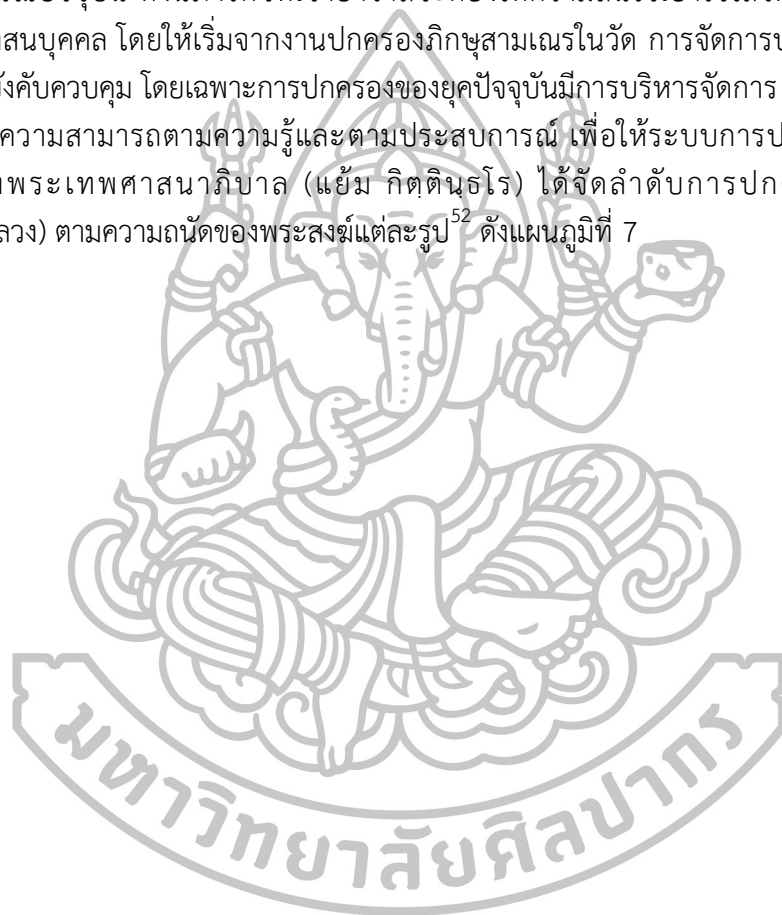 สนบุคคล โดยให้เริ่มจากงานปกครองภิกษุสามเณรในวัด การจัดการ
ังคับควบคุม โดยเฉพาะการปกครองของยุคปัจจุบันมีการบริหารจัดการ
ความสามารถตามความรู้และตามประสบการณ์ เพื่อให้ระบบการป
พระเทพศาสนาภิบาล (แย้ม กิตฺตินฺธโร) ได้จัดลำดับการปก
ลวง) ตามความถนัดของพระสงฆ์แต่ละรูป52 ดังแผนภูมิที่ 7
มหาวิทยาลัยศิลปากร